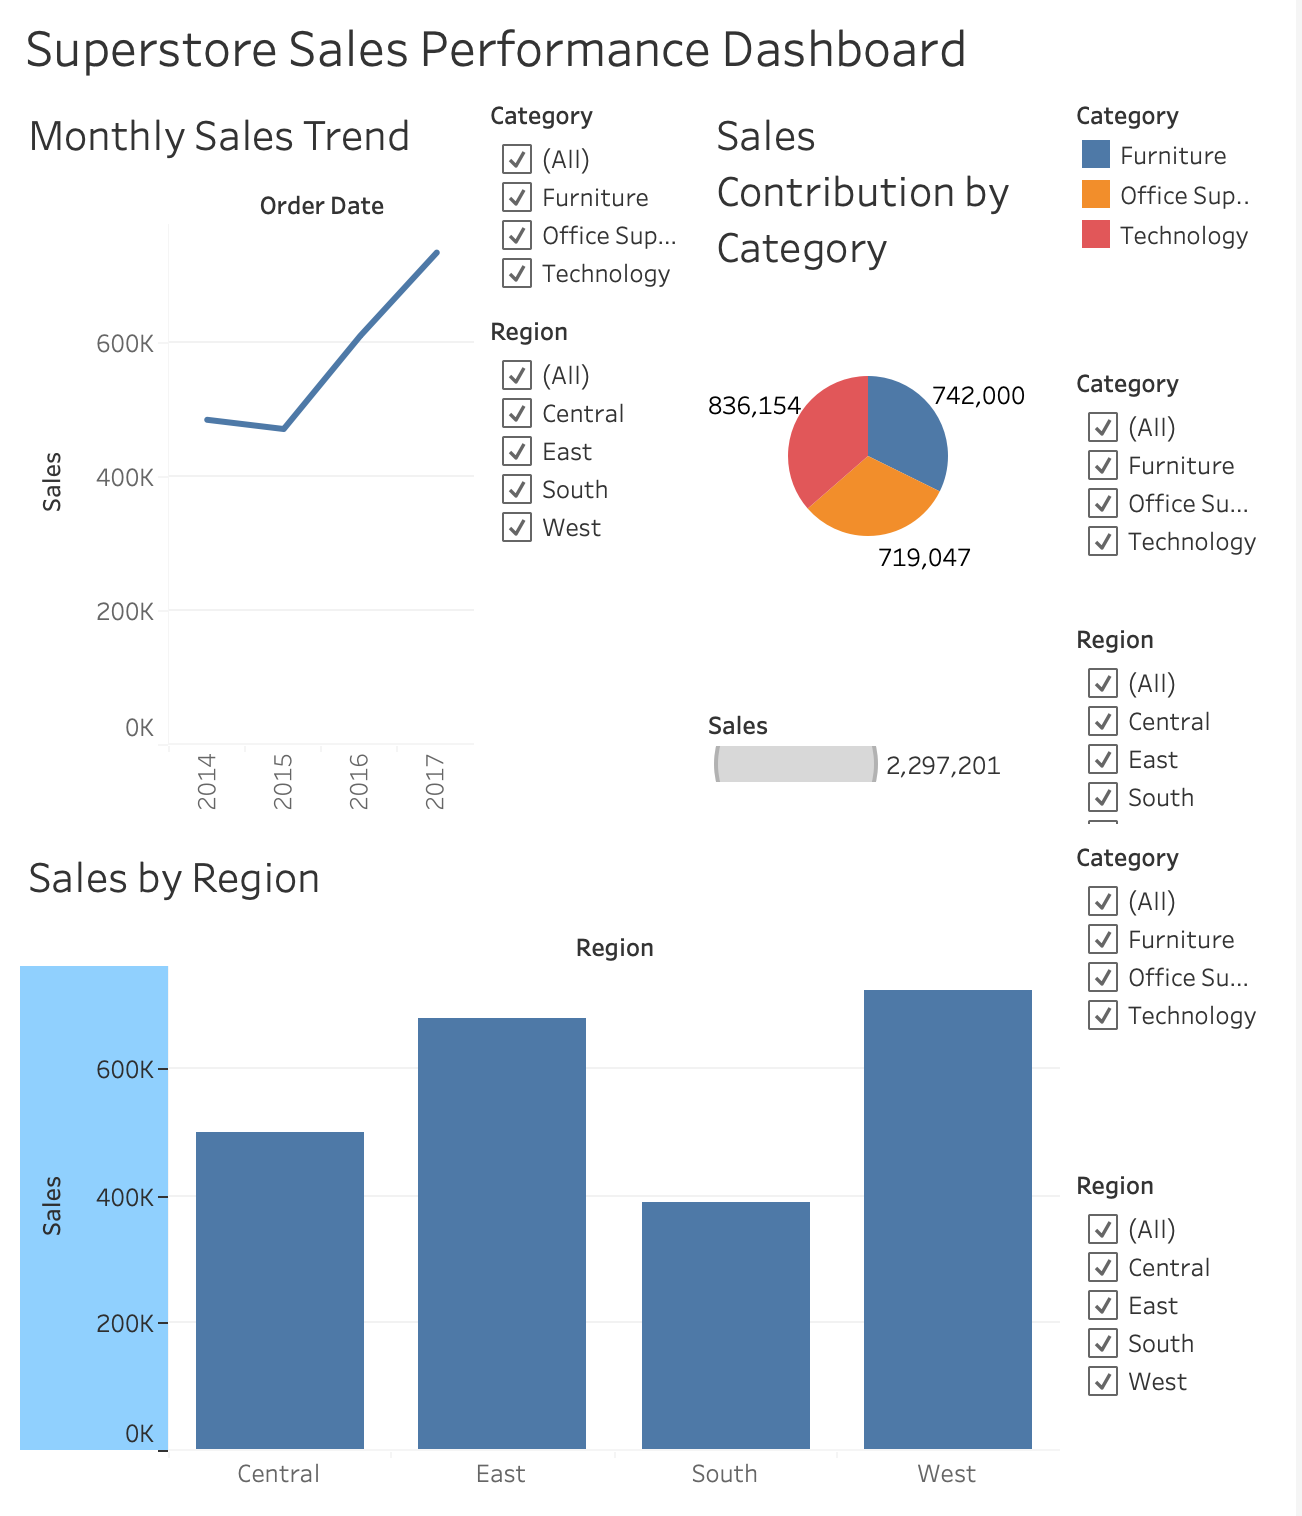 Superstore Sales Performance Dashboard
Monthly Sales Trend
Order Date
600K
400K
200K
0K
Sales
2014
2015
2016
2017
Category
(All)
Furniture
Office Sup...
Technology
Region
(All)
Central
East
South
West
Sales
Contribution by
Category
836,154
742,000
719,047
Sales
2,297,201
Category
Furniture
Office Sup..
Technology
Category
(All)
Furniture
Office Su...
Technology
Region
(All)
Central
East
South
Sales by Region
Region
600K
400K
200K
0K
Sales
Central
East
South
West
Category
(All)
Furniture
Office Su...
Technology
Region
(All)
Central
East
South
West